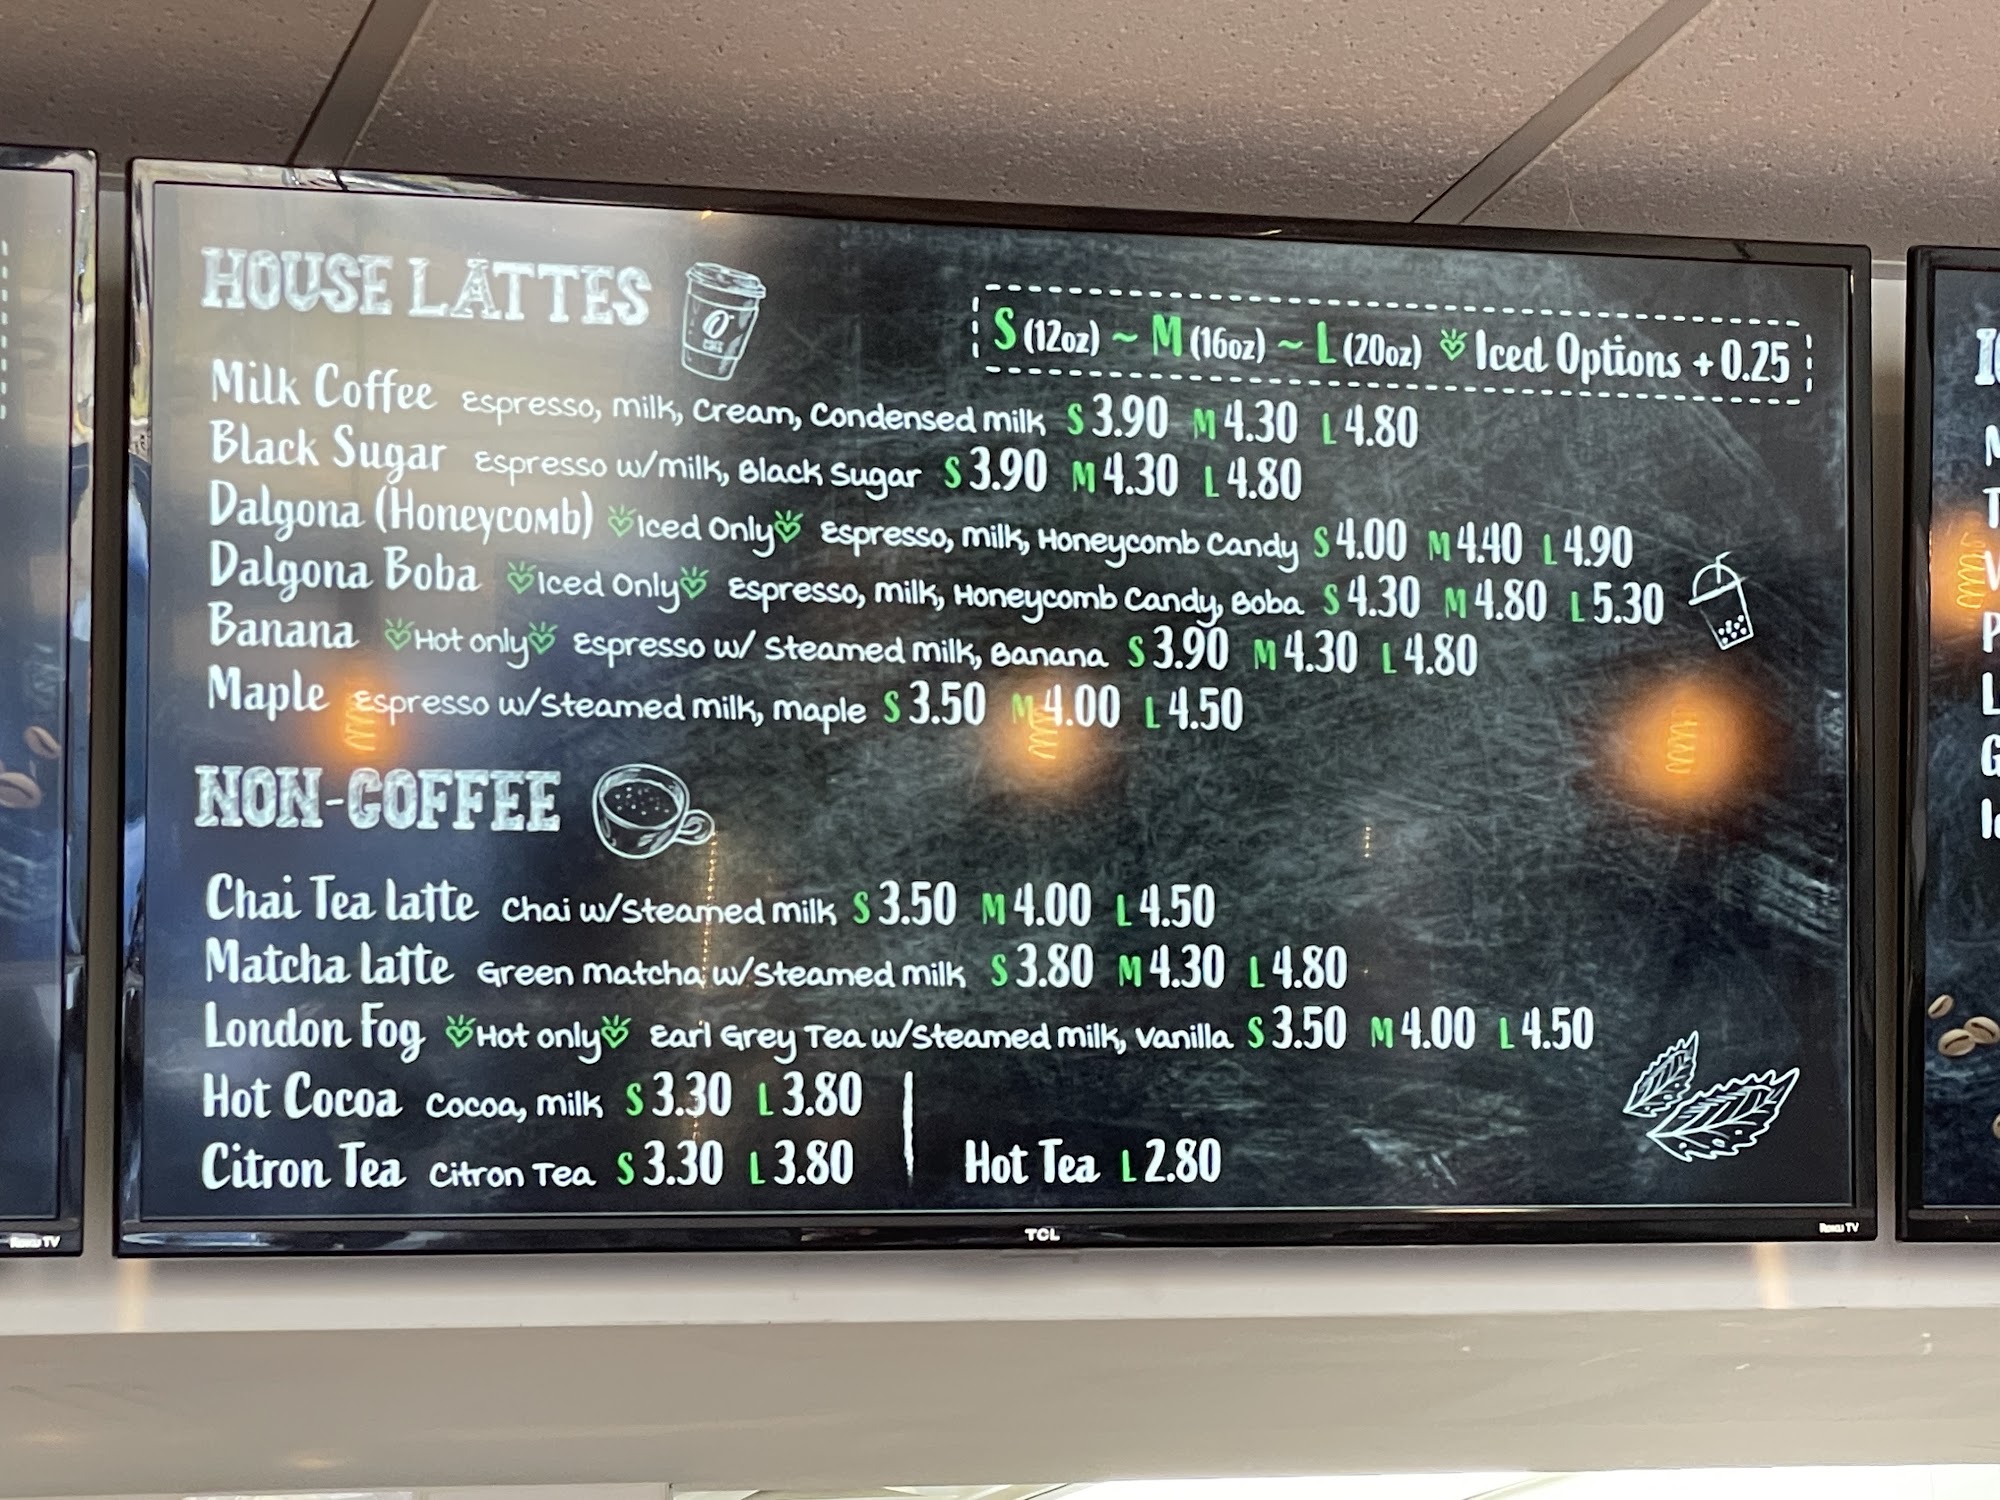 HOUSE LATTES
S (12oz) ~ M (16oz) ~ L (20oz) Iced Options + 0.25
Milk Coffee Espresso, milk, Cream, Condensed milk S 3.90 M 4.30 L 4.80
Black Sugar Espresso w/milk, Black Sugar S 3.90 M 4.30 L 4.80
Dalgona (Honeycomb) Iced Only Espresso, milk, Honeycomb Candy S 4.00 M 4.40 L 4.90
Dalgona Boba Iced Only Espresso, milk, Honeycomb Candy, Boba S 4.30 M 4.80 L 5.30
Banana Hot only Espresso w/ Steamed milk, Banana S 3.90 M 4.30 L 4.80
Maple Espresso w/Steamed milk, maple S 3.50 M 4.00 L 4.50
NON-COFFEE
Chai Tea latte Chai w/Steamed milk S 3.50 M 4.00 L 4.50
Matcha latte Green matcha w/Steamed milk S 3.80 M 4.30 L 4.80
London Fog Hot only Earl Grey Tea w/Steamed milk, vanilla S 3.50 M 4.00 L 4.50
Hot Cocoa Cocoa, milk S 3.30 L 3.80
Citron Tea Citron Tea S 3.30 L 3.80
Hot Tea L 2.80
TCL
Roku TV
Roku TV